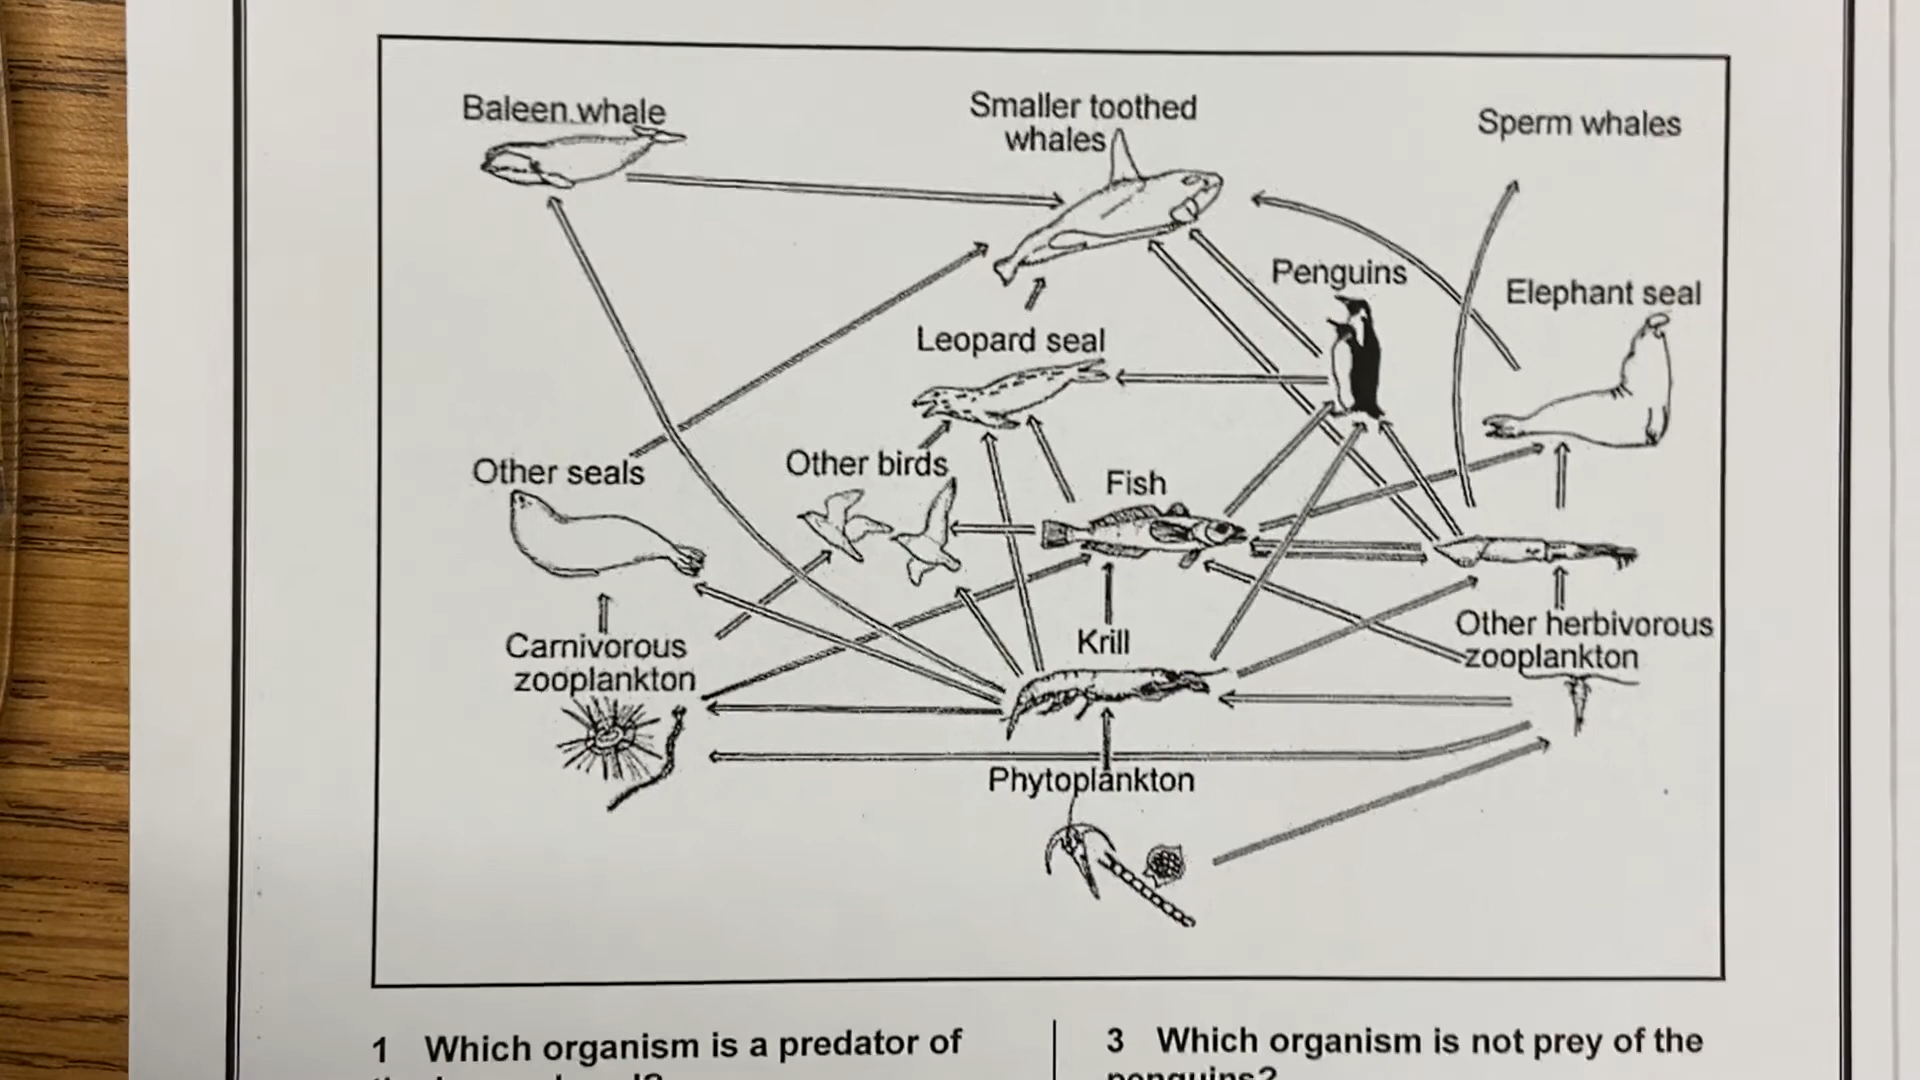 Baleen whale
Smaller toothed
whales
Sperm whales
Penguins
Elephant seal
Leopard seal
Other seals
Other birds
Fish
Carnivorous
zooplankton
Krill
Other herbivorous
zooplankton
Phytoplankton
1 Which organism is a predator of
3 Which organism is not prey of the
penguins?